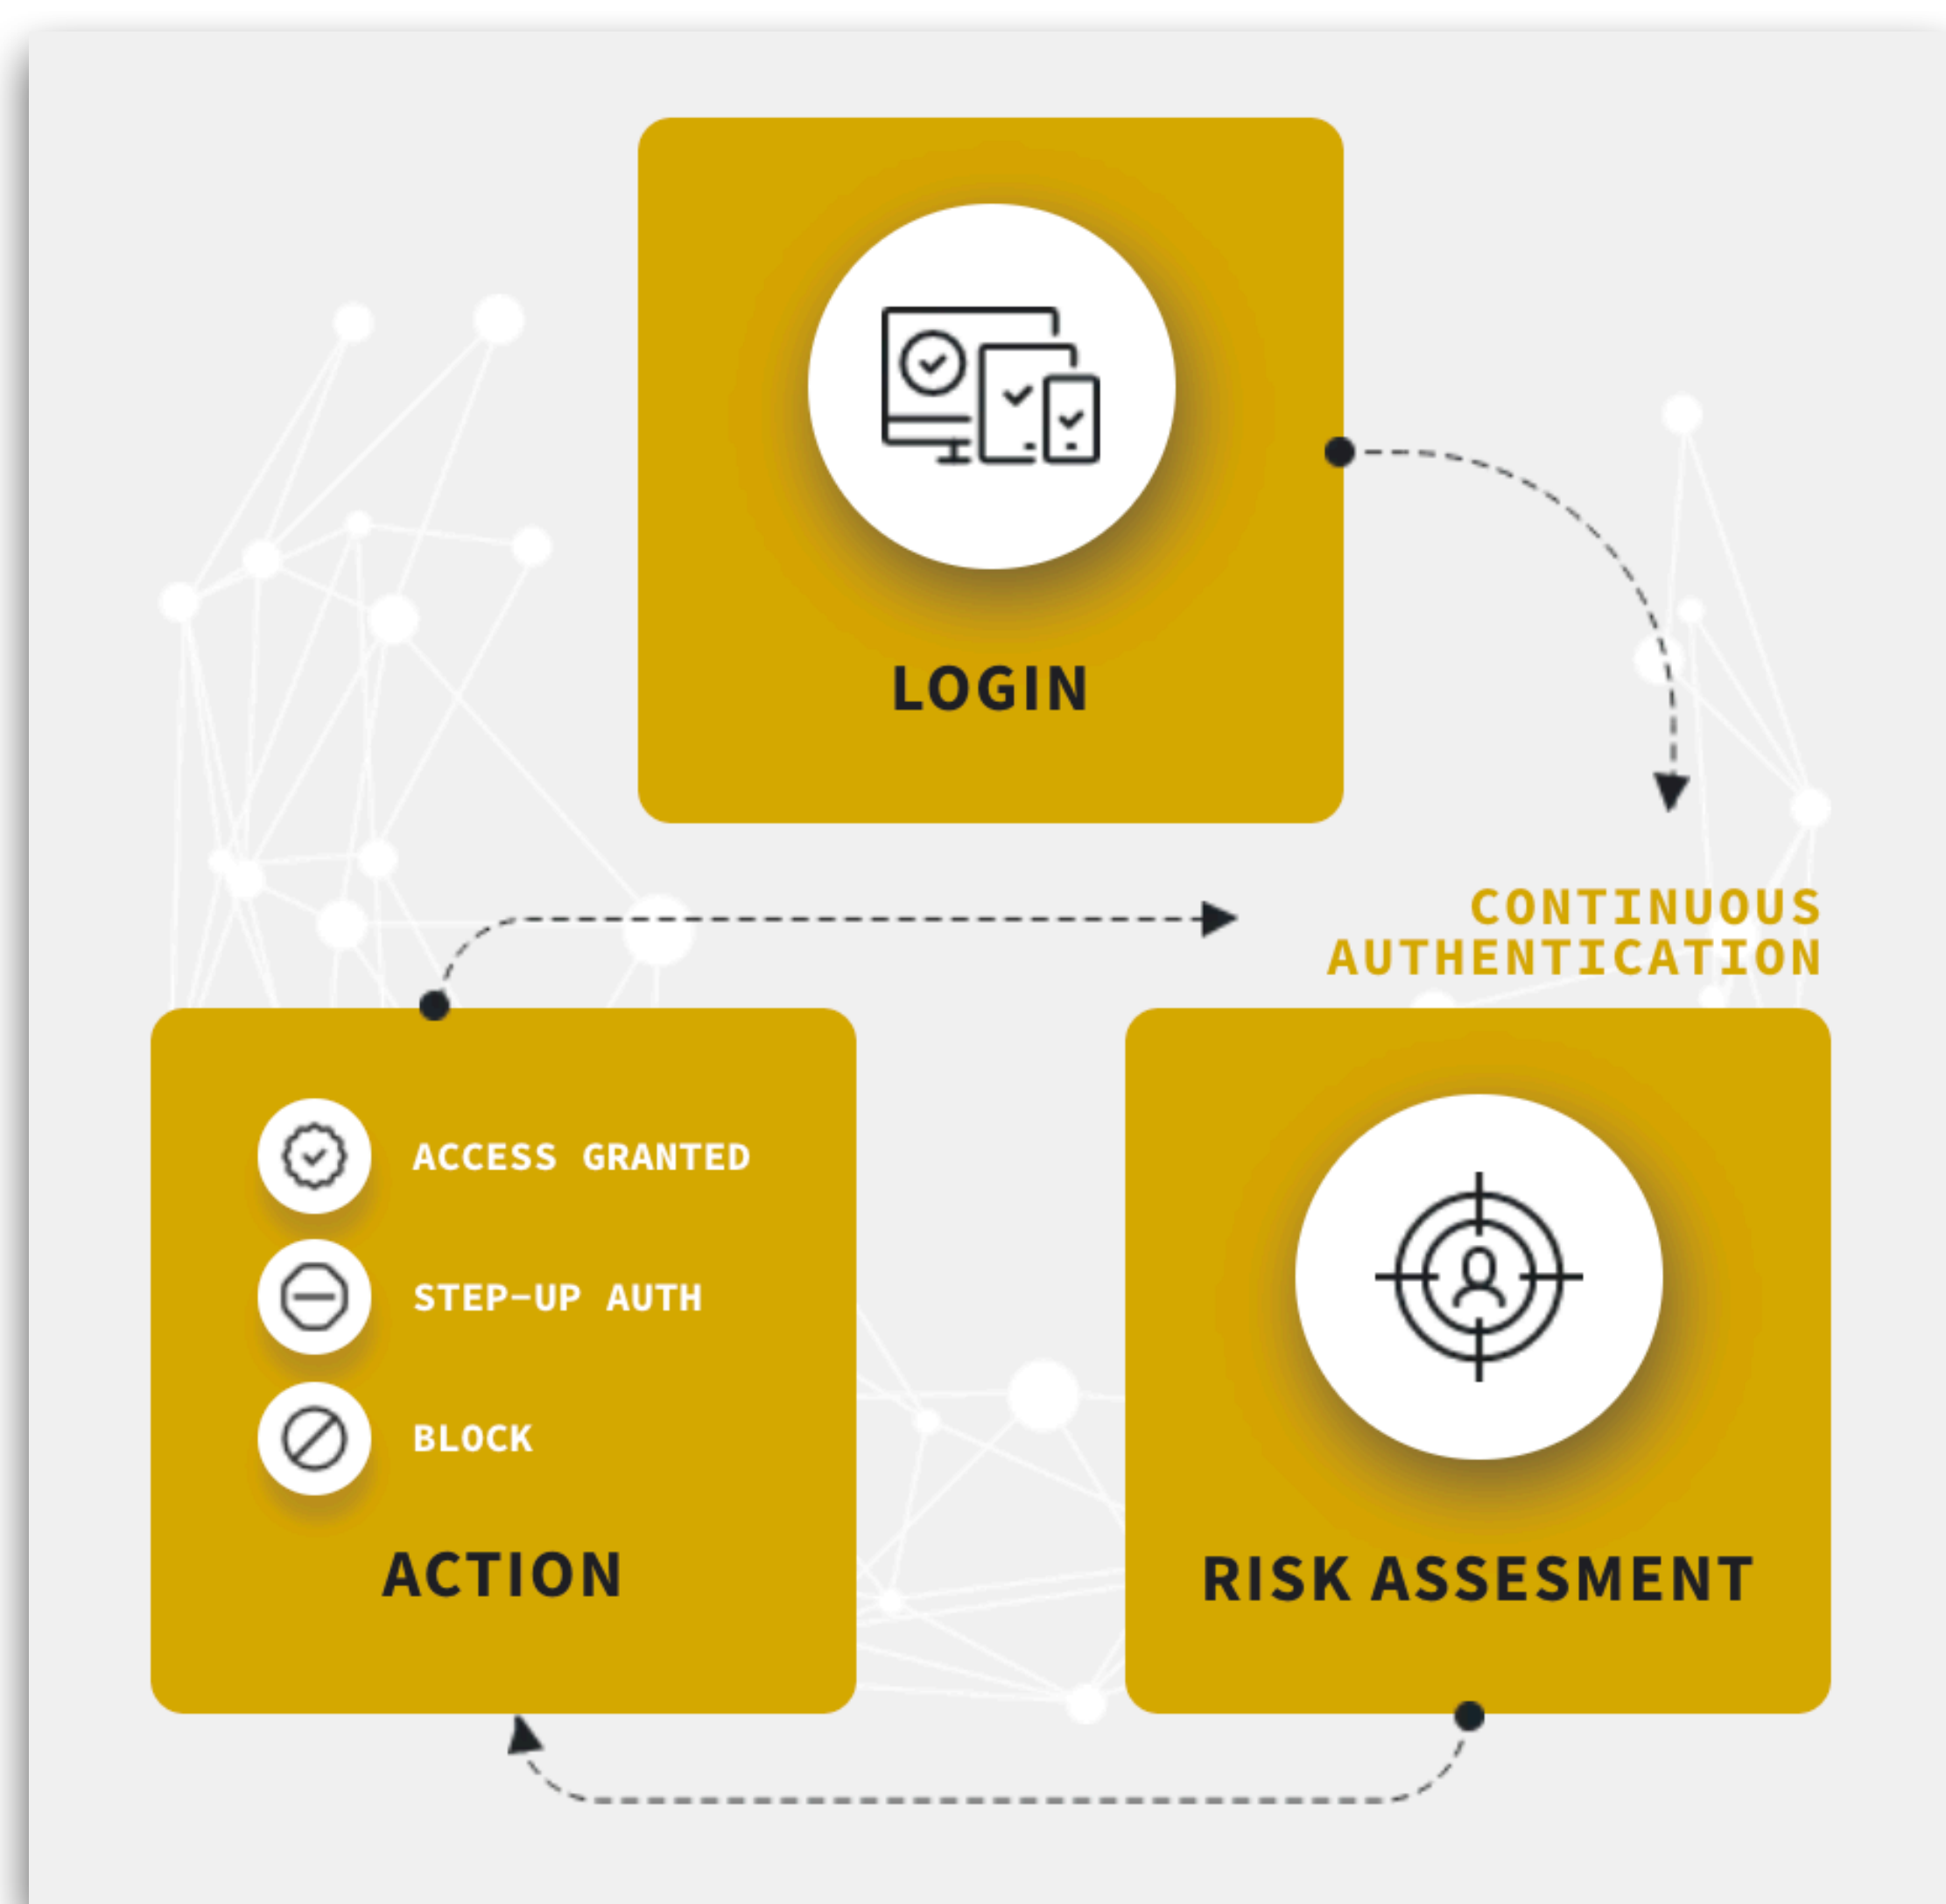 LOGIN
CONTINUOUS
AUTHENTICATION
ACCESS GRANTED
STEP-UP AUTH
BLOCK
ACTION
RISK ASSESMENT